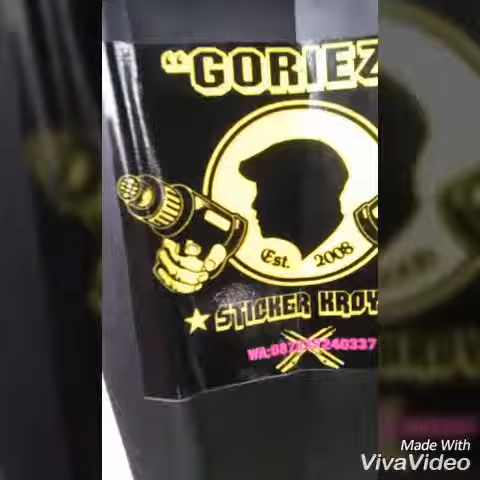 "GORIEZ
Est. 2008
STICKER KROY
Made With
VivaVideo